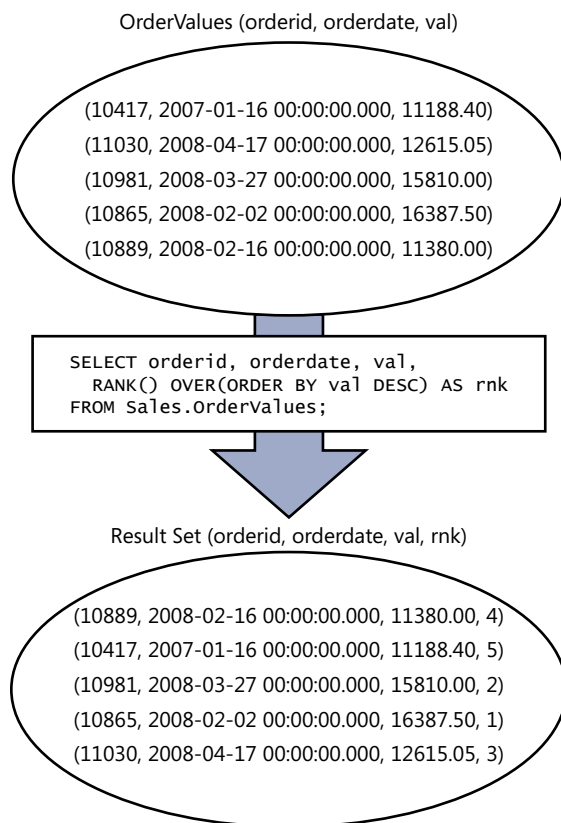 OrderValues (orderid, orderdate, val)
(10417, 2007-01-16 00:00:00.000, 11188.40)
(11030, 2008-04-17 00:00:00.000, 12615.05)
(10981, 2008-03-27 00:00:00.000, 15810.00)
(10865, 2008-02-02 00:00:00.000, 16387.50)
(10889, 2008-02-16 00:00:00.000, 11380.00)
SELECT orderid, orderdate, val,
RANK() OVER(ORDER BY val DESC) AS rnk
FROM Sales.OrderValues;
Result Set (orderid, orderdate, val, rnk)
(10889, 2008-02-16 00:00:00.000, 11380.00, 4)
(10417, 2007-01-16 00:00:00.000, 11188.40, 5)
(10981, 2008-03-27 00:00:00.000, 15810.00, 2)
(10865, 2008-02-02 00:00:00.000, 16387.50, 1)
(11030, 2008-04-17 00:00:00.000, 12615.05, 3)